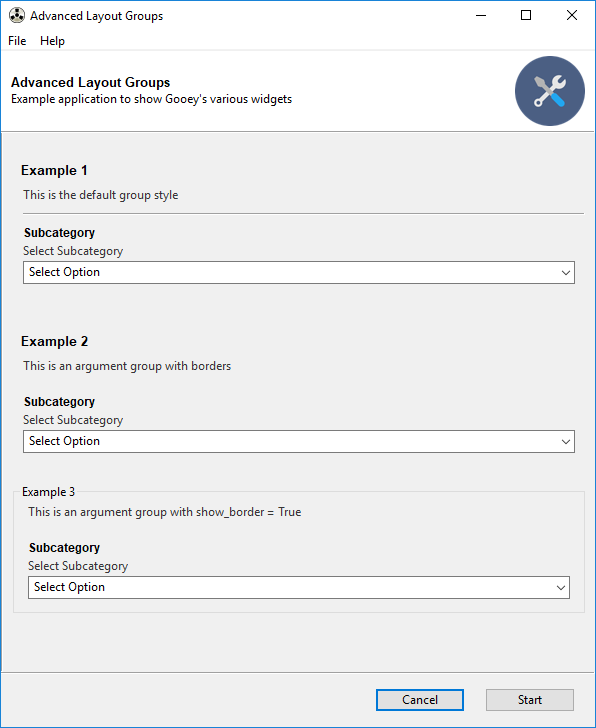 Advanced Layout Groups
File Help
Advanced Layout Groups
Example application to show Gooey's various widgets
Example 1
This is the default group style
Subcategory
Select Subcategory
Select Option
Example 2
This is an argument group with borders
Subcategory
Select Subcategory
Select Option
Example 3
This is an argument group with show_border = True
Subcategory
Select Subcategory
Select Option
Cancel Start